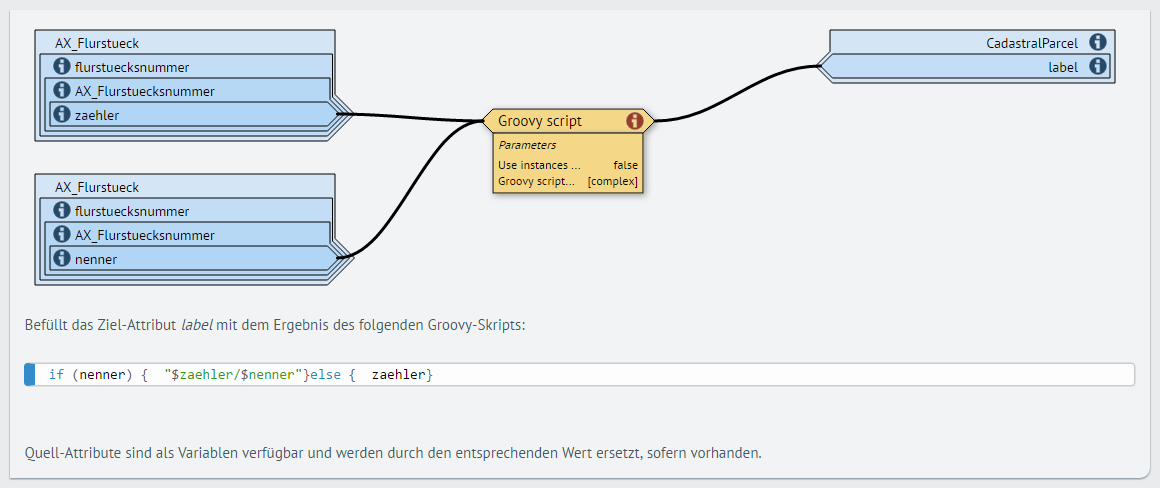 AX_Flurstueck
flurstuecksnummer
AX_Flurstuecksnummer
zaehler
AX_Flurstueck
flurstuecksnummer
AX_Flurstuecksnummer
nenner
Groovy script
Parameters
Use instances ... false
Groovy script... [complex]
CadastralParcel
label
Befüllt das Ziel-Attribut label mit dem Ergebnis des folgenden Groovy-Skripts:
if (nenner) {  "$zaehler/$nenner"}else {  zaehler}
Quell-Attribute sind als Variablen verfügbar und werden durch den entsprechenden Wert ersetzt, sofern vorhanden.